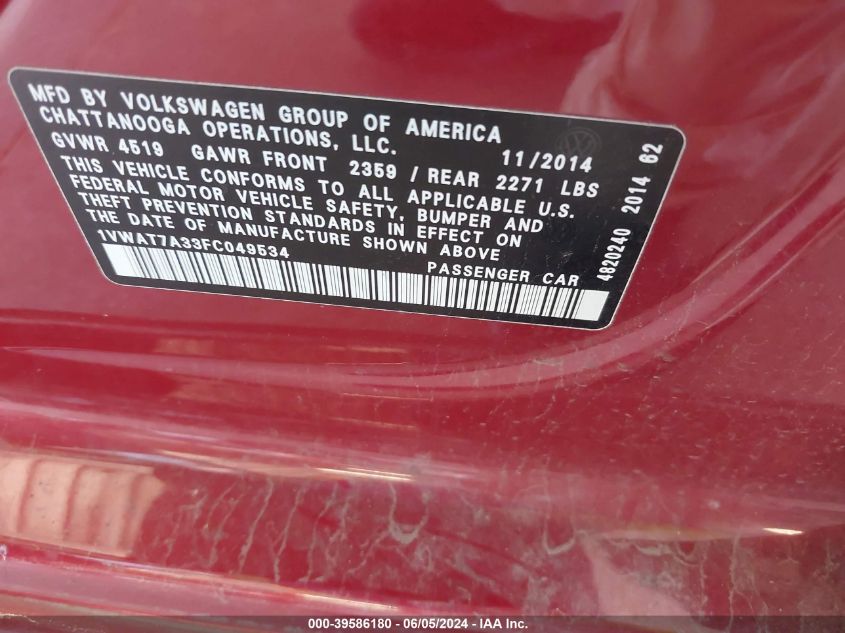 MFD BY VOLKSWAGEN GROUP OF AMERICA
CHATTANOOGA OPERATIONS, LLC.
11/2014
GVWR 4519 GAWR FRONT 2359 / REAR 2271 LBS
THIS VEHICLE CONFORMS TO ALL APPLICABLE U.S.
FEDERAL MOTOR VEHICLE SAFETY, BUMPER AND
THEFT PREVENTION STANDARDS IN EFFECT ON
THE DATE OF MANUFACTURE SHOWN ABOVE
1VWAT7A33FC049534
PASSENGER CAR
4820240 2014 62
000-39586180 - 06/05/2024 - IAA Inc.